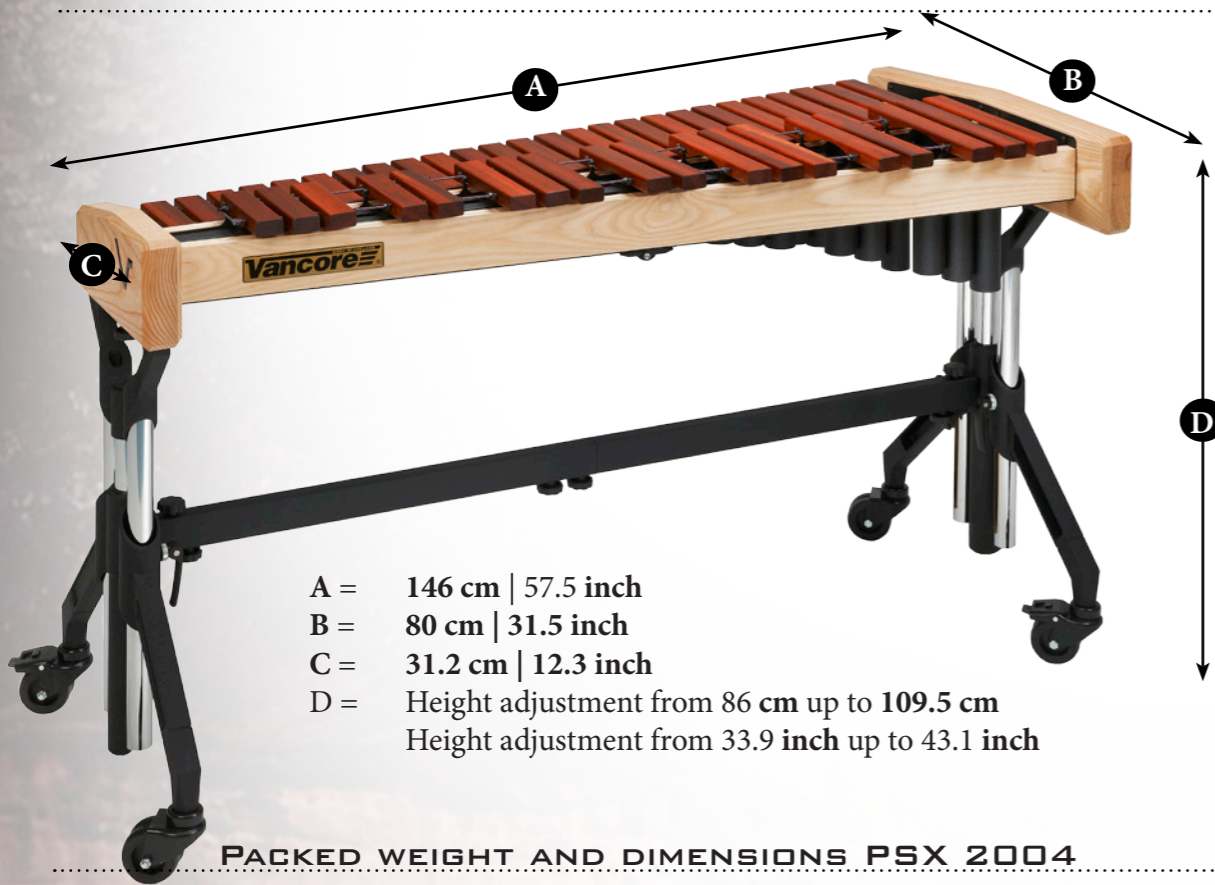 A
B
C
Vancore
D
A = 146 cm | 57.5 inch
B = 80 cm | 31.5 inch
C = 31.2 cm | 12.3 inch
D = Height adjustment from 86 cm up to 109.5 cm
Height adjustment from 33.9 inch up to 43.1 inch
PACKED WEIGHT AND DIMENSIONS PSX 2004